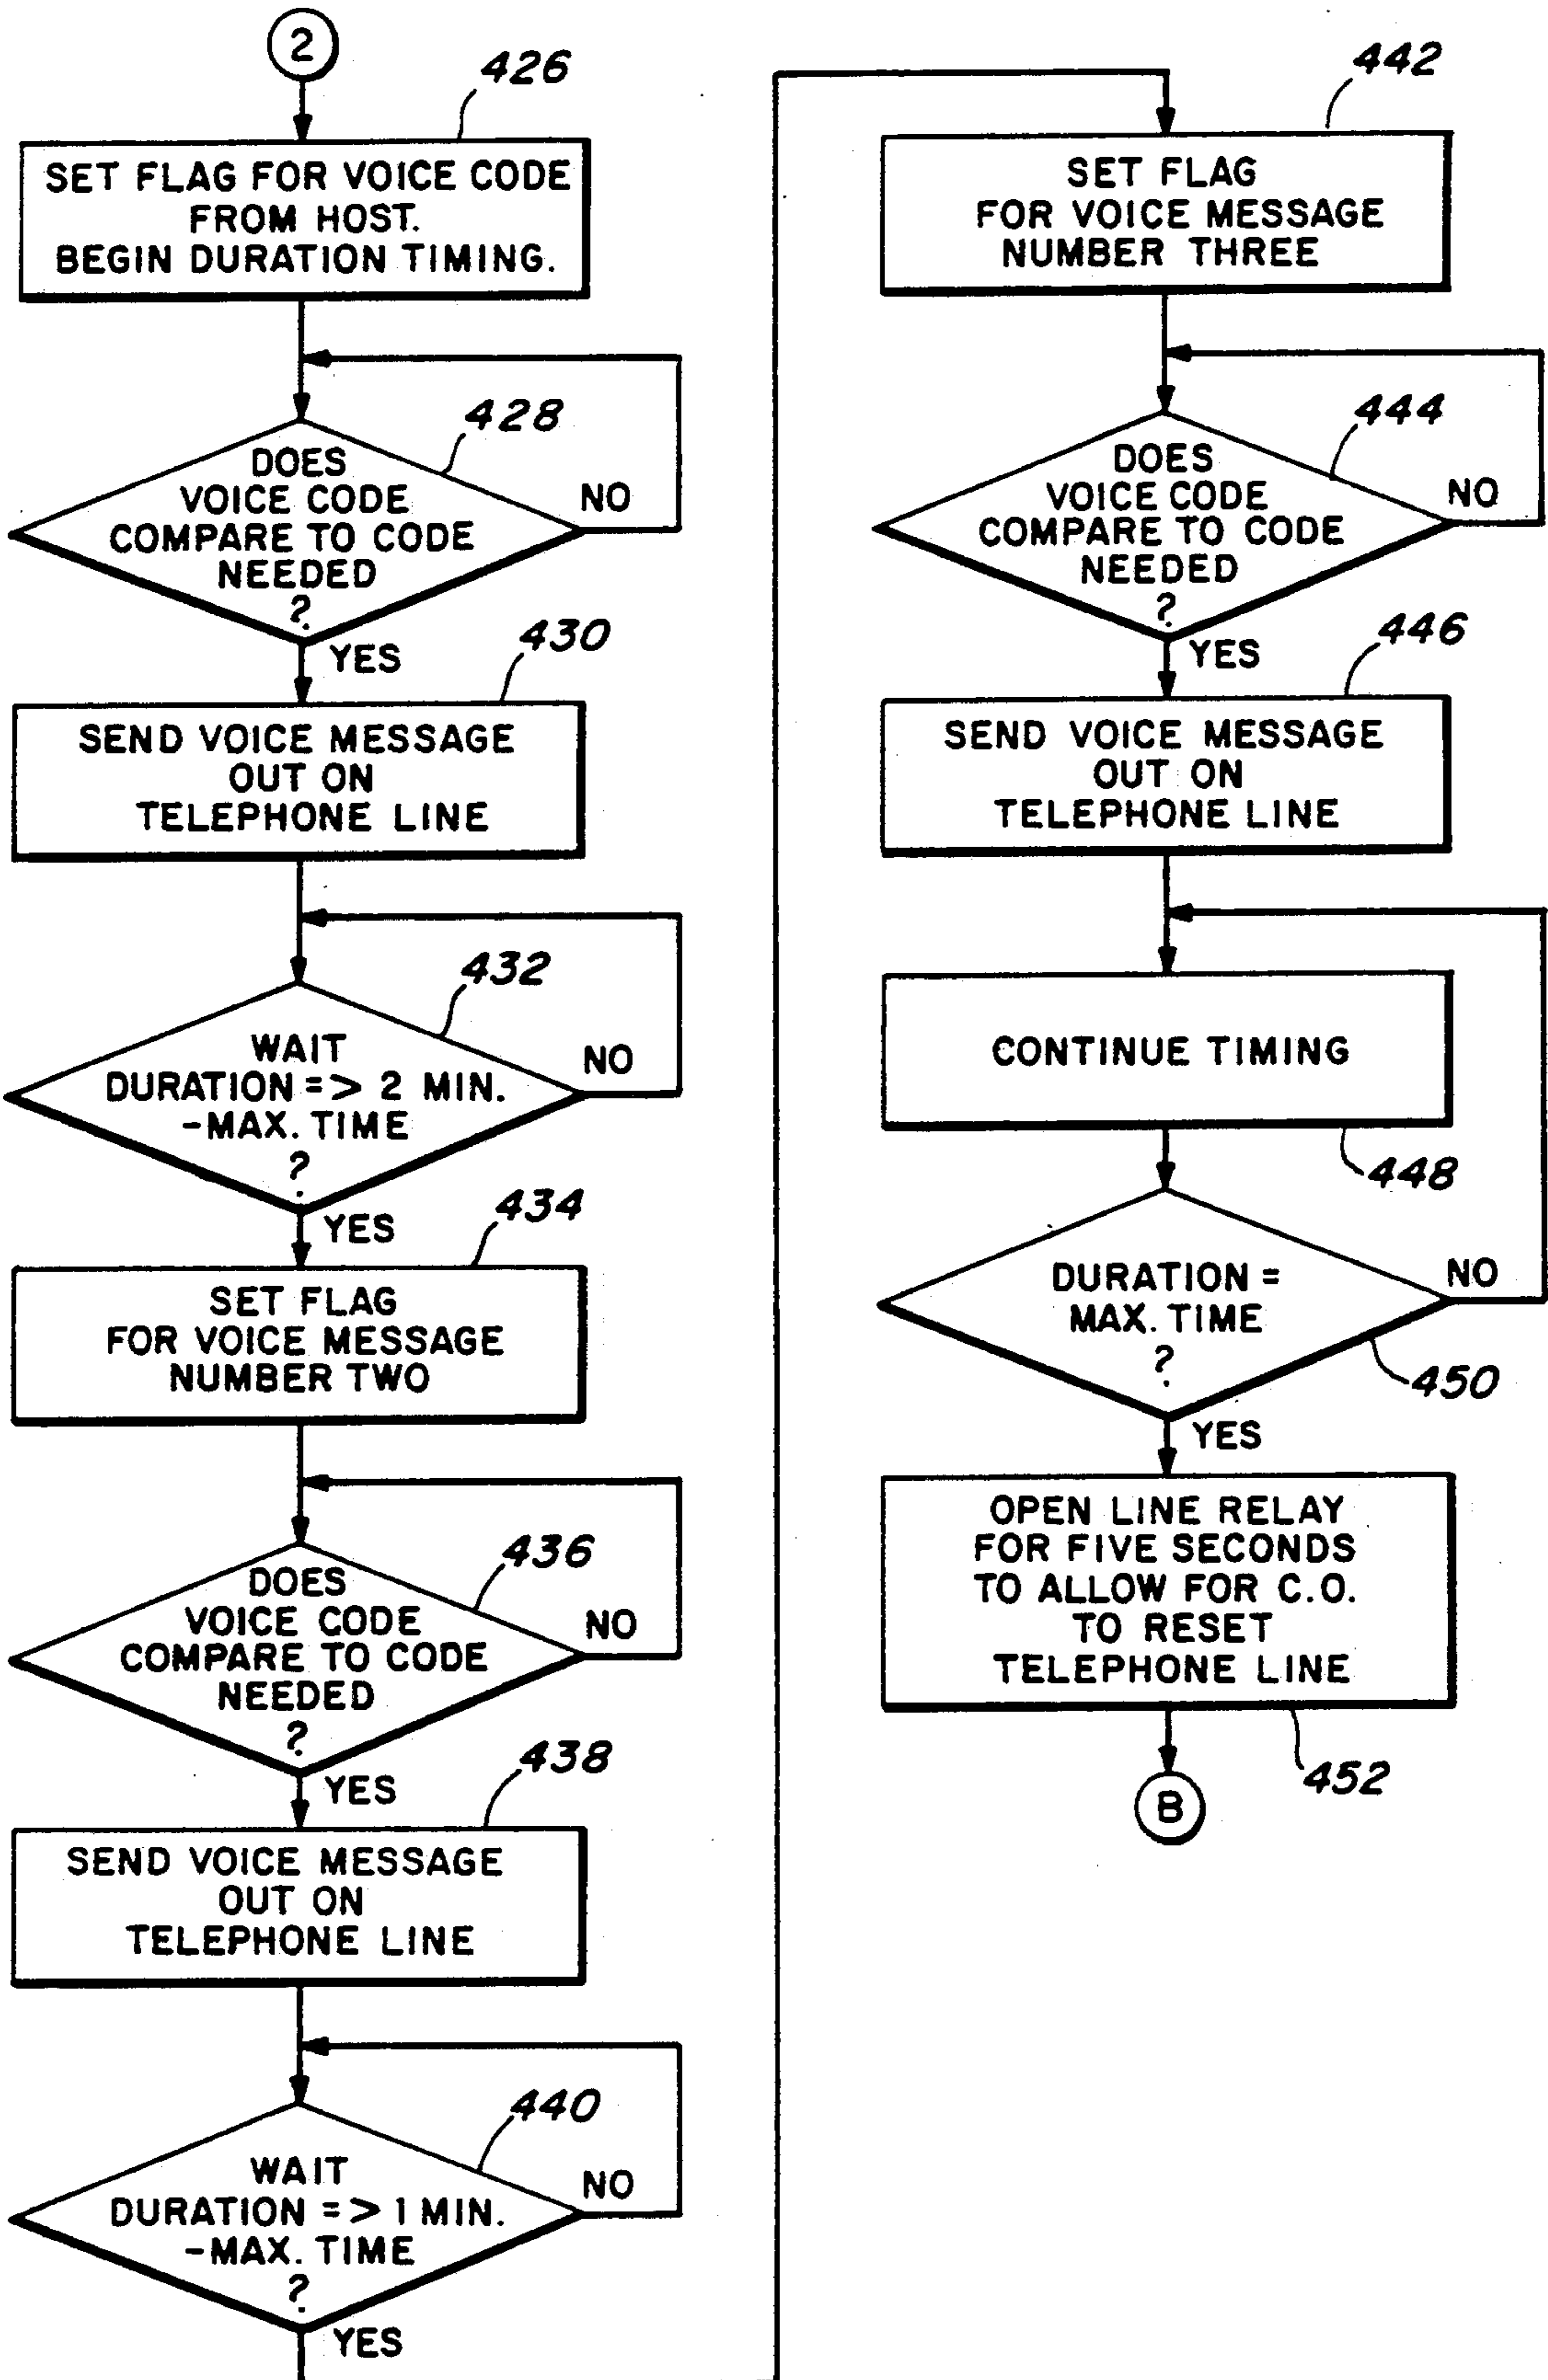 2
426
SET FLAG FOR VOICE CODE
FROM HOST.
BEGIN DURATION TIMING.
428
DOES
VOICE CODE
COMPARE TO CODE
NEEDED
?
NO
YES
430
SEND VOICE MESSAGE
OUT ON
TELEPHONE LINE
432
WAIT
DURATION => 2 MIN.
-MAX. TIME
?
NO
YES
434
SET FLAG
FOR VOICE MESSAGE
NUMBER TWO
436
DOES
VOICE CODE
COMPARE TO CODE
NEEDED
?
NO
YES
438
SEND VOICE MESSAGE
OUT ON
TELEPHONE LINE
440
WAIT
DURATION => 1 MIN.
-MAX. TIME
?
NO
YES
442
SET FLAG
FOR VOICE MESSAGE
NUMBER THREE
444
DOES
VOICE CODE
COMPARE TO CODE
NEEDED
?
NO
YES
446
SEND VOICE MESSAGE
OUT ON
TELEPHONE LINE
CONTINUE TIMING
448
DURATION =
MAX. TIME
?
NO
450
YES
OPEN LINE RELAY
FOR FIVE SECONDS
TO ALLOW FOR C.O.
TO RESET
TELEPHONE LINE
452
B